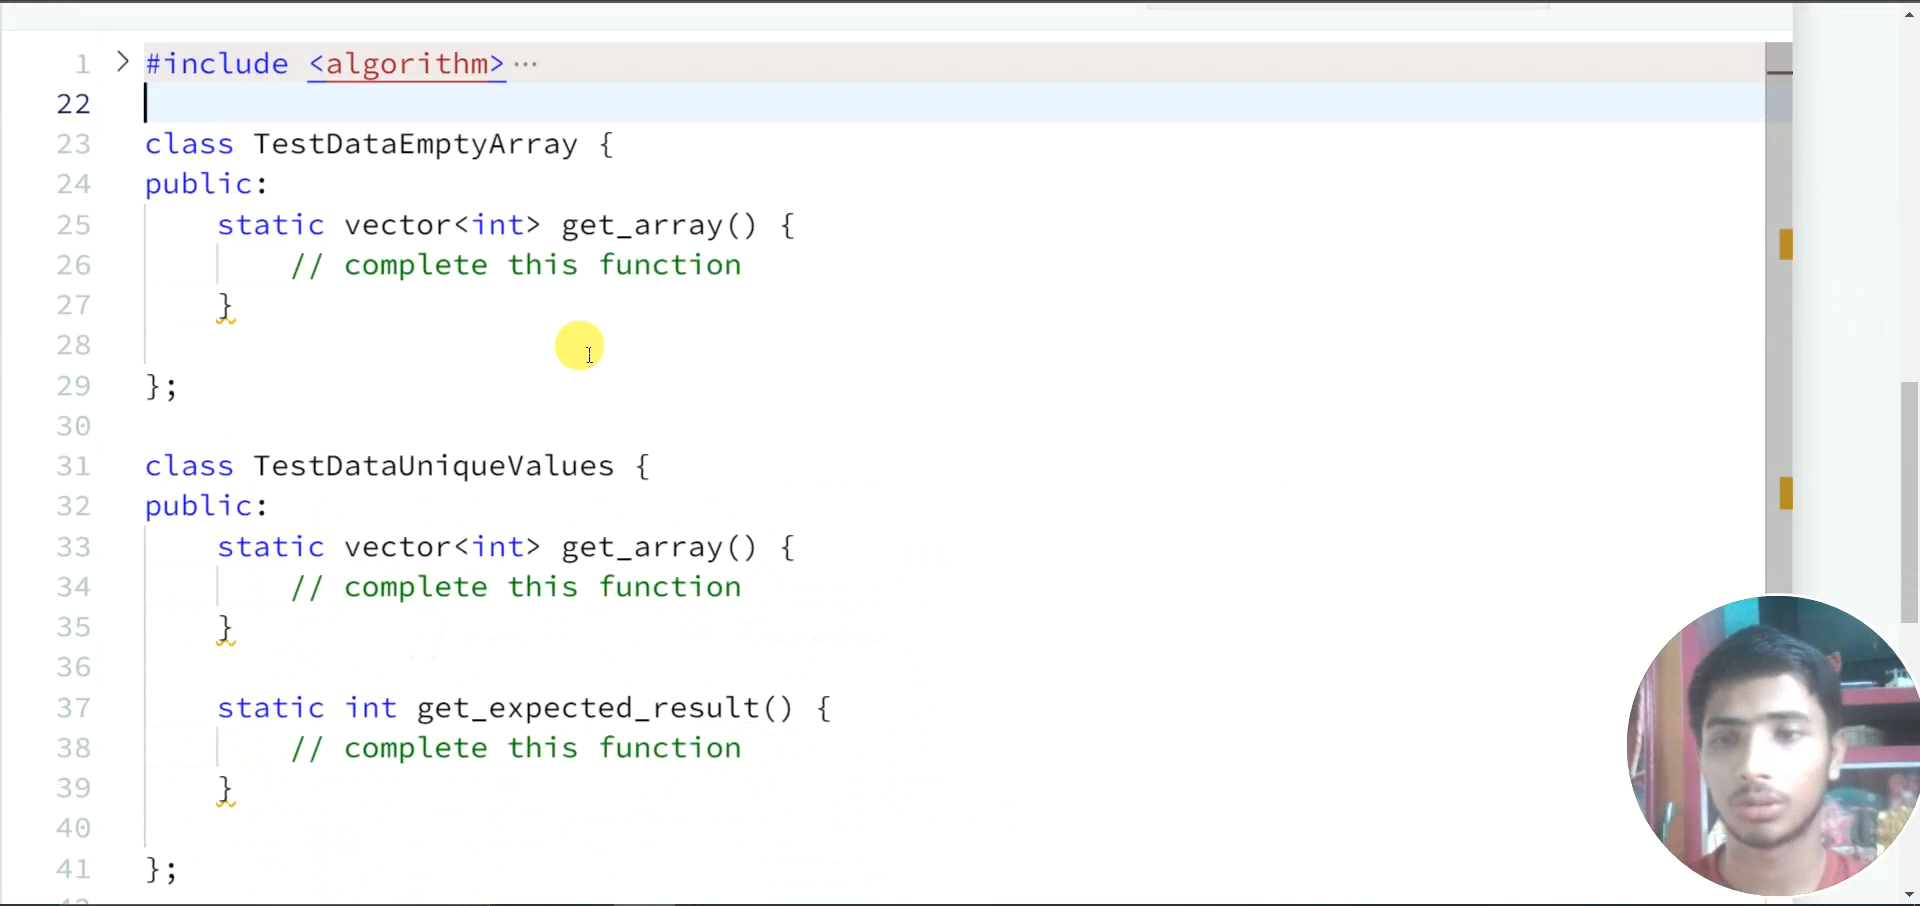 1 > #include <algorithm> ···
22
23 class TestDataEmptyArray {
24 public:
25 static vector<int> get_array() {
26 // complete this function
27 }
28
29 };
30
31 class TestDataUniqueValues {
32 public:
33 static vector<int> get_array() {
34 // complete this function
35 }
36
37 static int get_expected_result() {
38 // complete this function
39 }
40
41 };